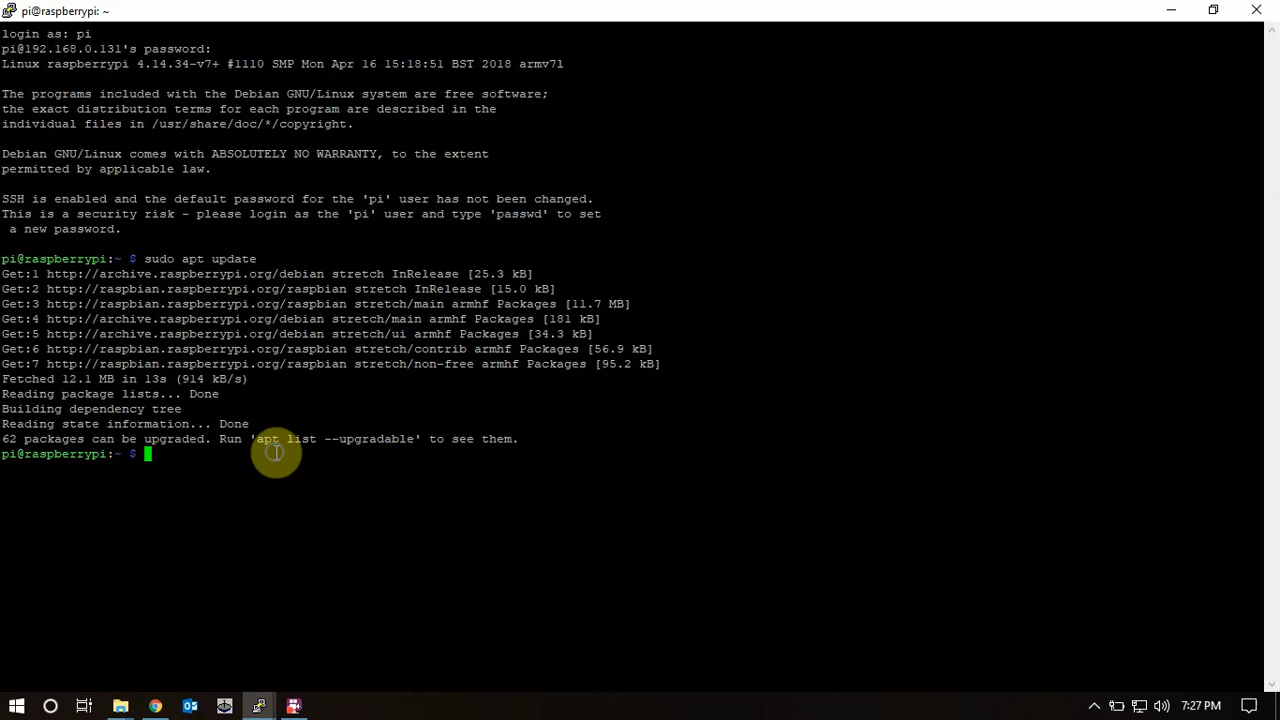 pi@raspberrypi: ~
login as: pi
pi@192.168.0.131's password:
Linux raspberrypi 4.14.34-v7+ #1110 SMP Mon Apr 16 15:18:51 BST 2018 armv7l
The programs included with the Debian GNU/Linux system are free software;
the exact distribution terms for each program are described in the
individual files in /usr/share/doc/*/copyright.
Debian GNU/Linux comes with ABSOLUTELY NO WARRANTY, to the extent
permitted by applicable law.
SSH is enabled and the default password for the 'pi' user has not been changed.
This is a security risk - please login as the 'pi' user and type 'passwd' to set
a new password.
pi@raspberrypi:~ $ sudo apt update
Get:1 http://archive.raspberrypi.org/debian stretch InRelease [25.3 kB]
Get:2 http://raspbian.raspberrypi.org/raspbian stretch InRelease [15.0 kB]
Get:3 http://raspbian.raspberrypi.org/raspbian stretch/main armhf Packages [11.7 MB]
Get:4 http://archive.raspberrypi.org/debian stretch/main armhf Packages [181 kB]
Get:5 http://archive.raspberrypi.org/debian stretch/ui armhf Packages [34.3 kB]
Get:6 http://raspbian.raspberrypi.org/raspbian stretch/contrib armhf Packages [56.9 kB]
Get:7 http://raspbian.raspberrypi.org/raspbian stretch/non-free armhf Packages [95.2 kB]
Fetched 12.1 MB in 13s (914 kB/s)
Reading package lists... Done
Building dependency tree
Reading state information... Done
62 packages can be upgraded. Run 'apt list --upgradable' to see them.
pi@raspberrypi:~ $
7:27 PM